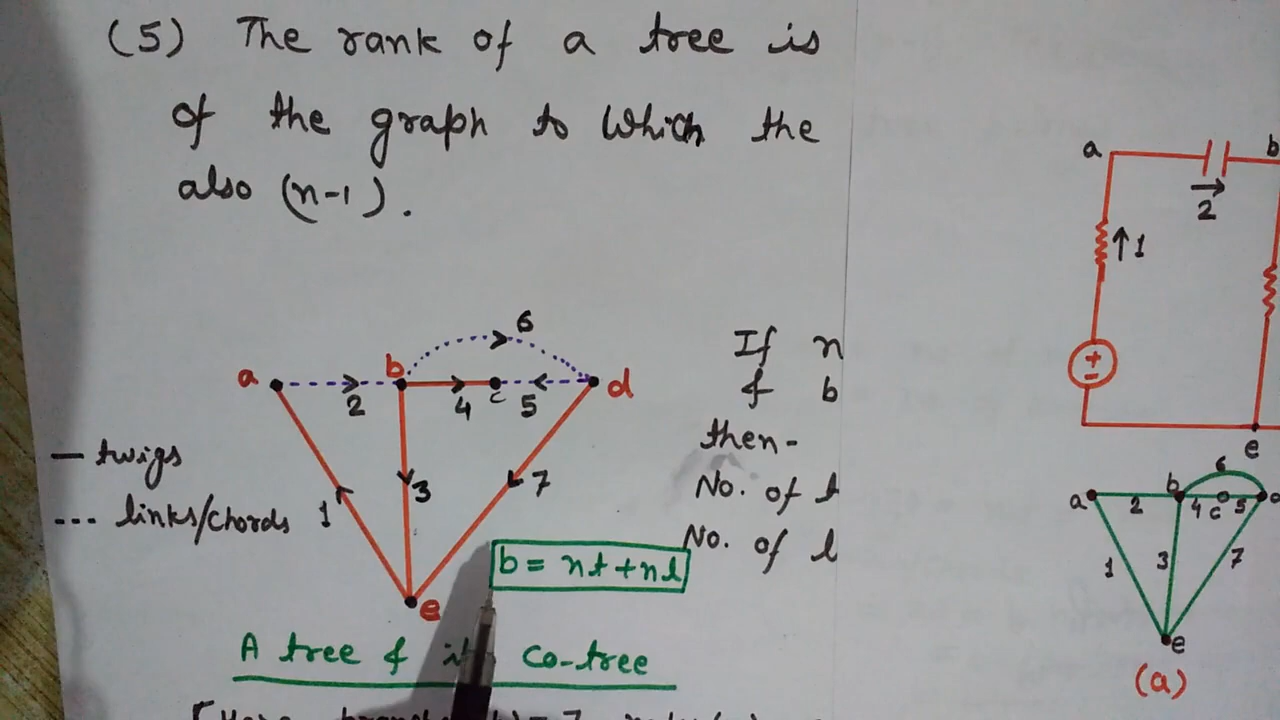 (5) The rank of a tree is
of the graph to which the
also (n-1).
6
a b c d
2 4 5
3 7
1
e
— twigs
--- links/chords
b = nt + nl
A tree & its co-tree
If n
& b
then-
No. of t
No. of l
a b
2
↑1
+
-
e
6
a b c d
2 4 5
1 3 7
e
(a)